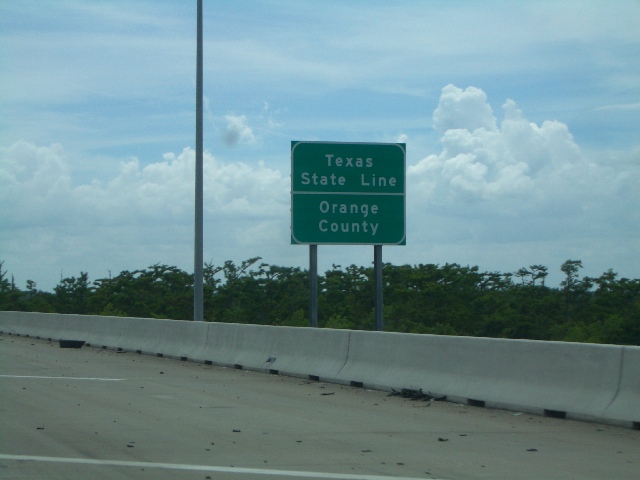 Texas
State Line
Orange
County